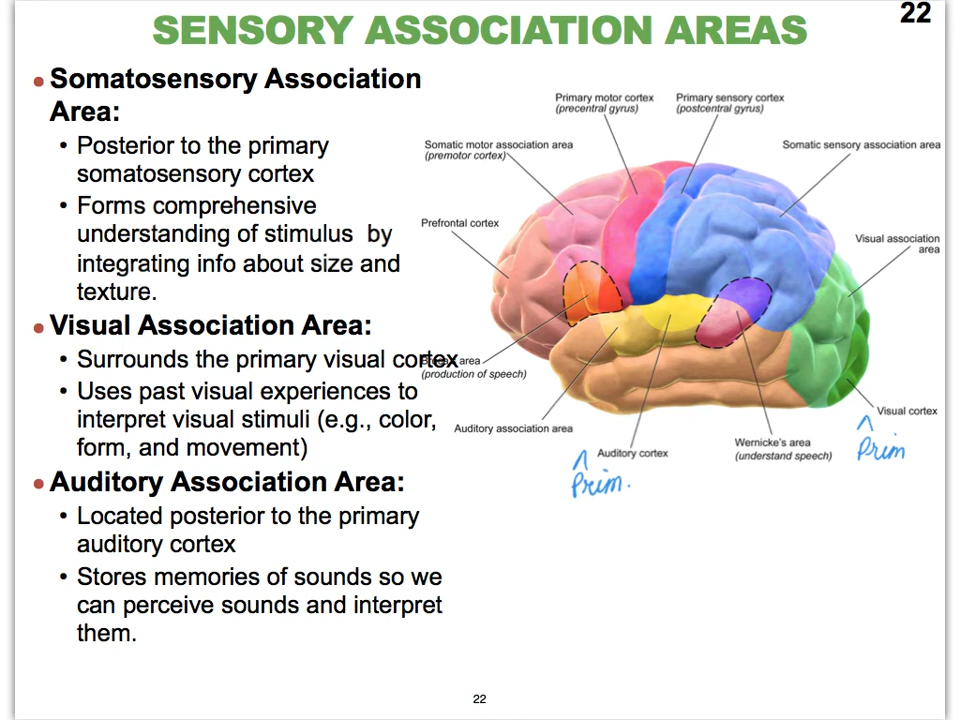 22
SENSORY ASSOCIATION AREAS
• Somatosensory Association
Area:
• Posterior to the primary
somatosensory cortex
• Forms comprehensive
understanding of stimulus by
integrating info about size and
texture.
• Visual Association Area:
• Surrounds the primary visual cortex
• Uses past visual experiences to
interpret visual stimuli (e.g., color,
form, and movement)
• Auditory Association Area:
• Located posterior to the primary
auditory cortex
• Stores memories of sounds so we
can perceive sounds and interpret
them.
Primary motor cortex
(precentral gyrus)
Primary sensory cortex
(postcentral gyrus)
Somatic motor association area
(premotor cortex)
Somatic sensory association area
Prefrontal cortex
Visual association
area
area
(production of speech)
Visual cortex
^
Prim
Auditory association area
Auditory cortex
^
Prim.
Wernicke's area
(understand speech)
22